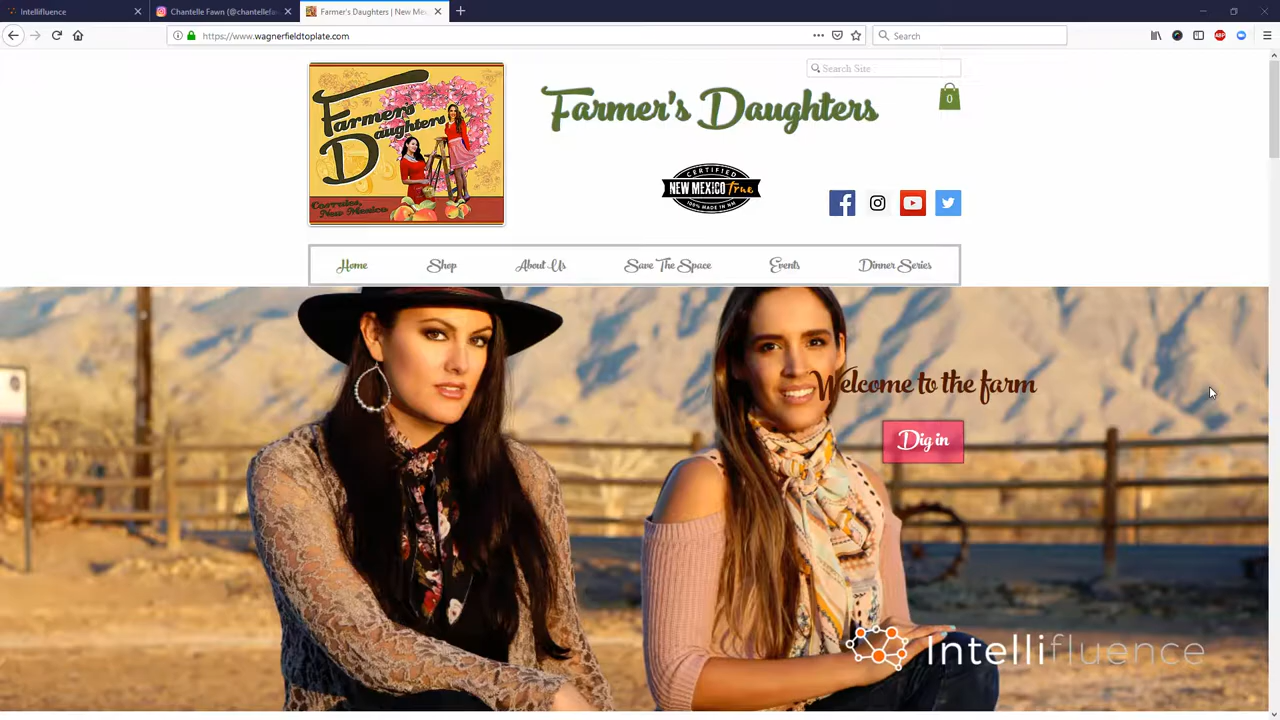 Intellifluence
Chantelle Fawn (@chantellefa
Farmer's Daughters | New Me
https://www.wagnerfieldtoplate.com
Search
ABP
Search Site
Farmer's
Daughters
Corrales,
New Mexico
Farmer's Daughters
0
CERTIFIED
NEW MEXICO True
100% MADE IN NM
Home
Shop
About Us
Save The Space
Events
Dinner Series
Welcome to the farm
Dig in
Intellifluence